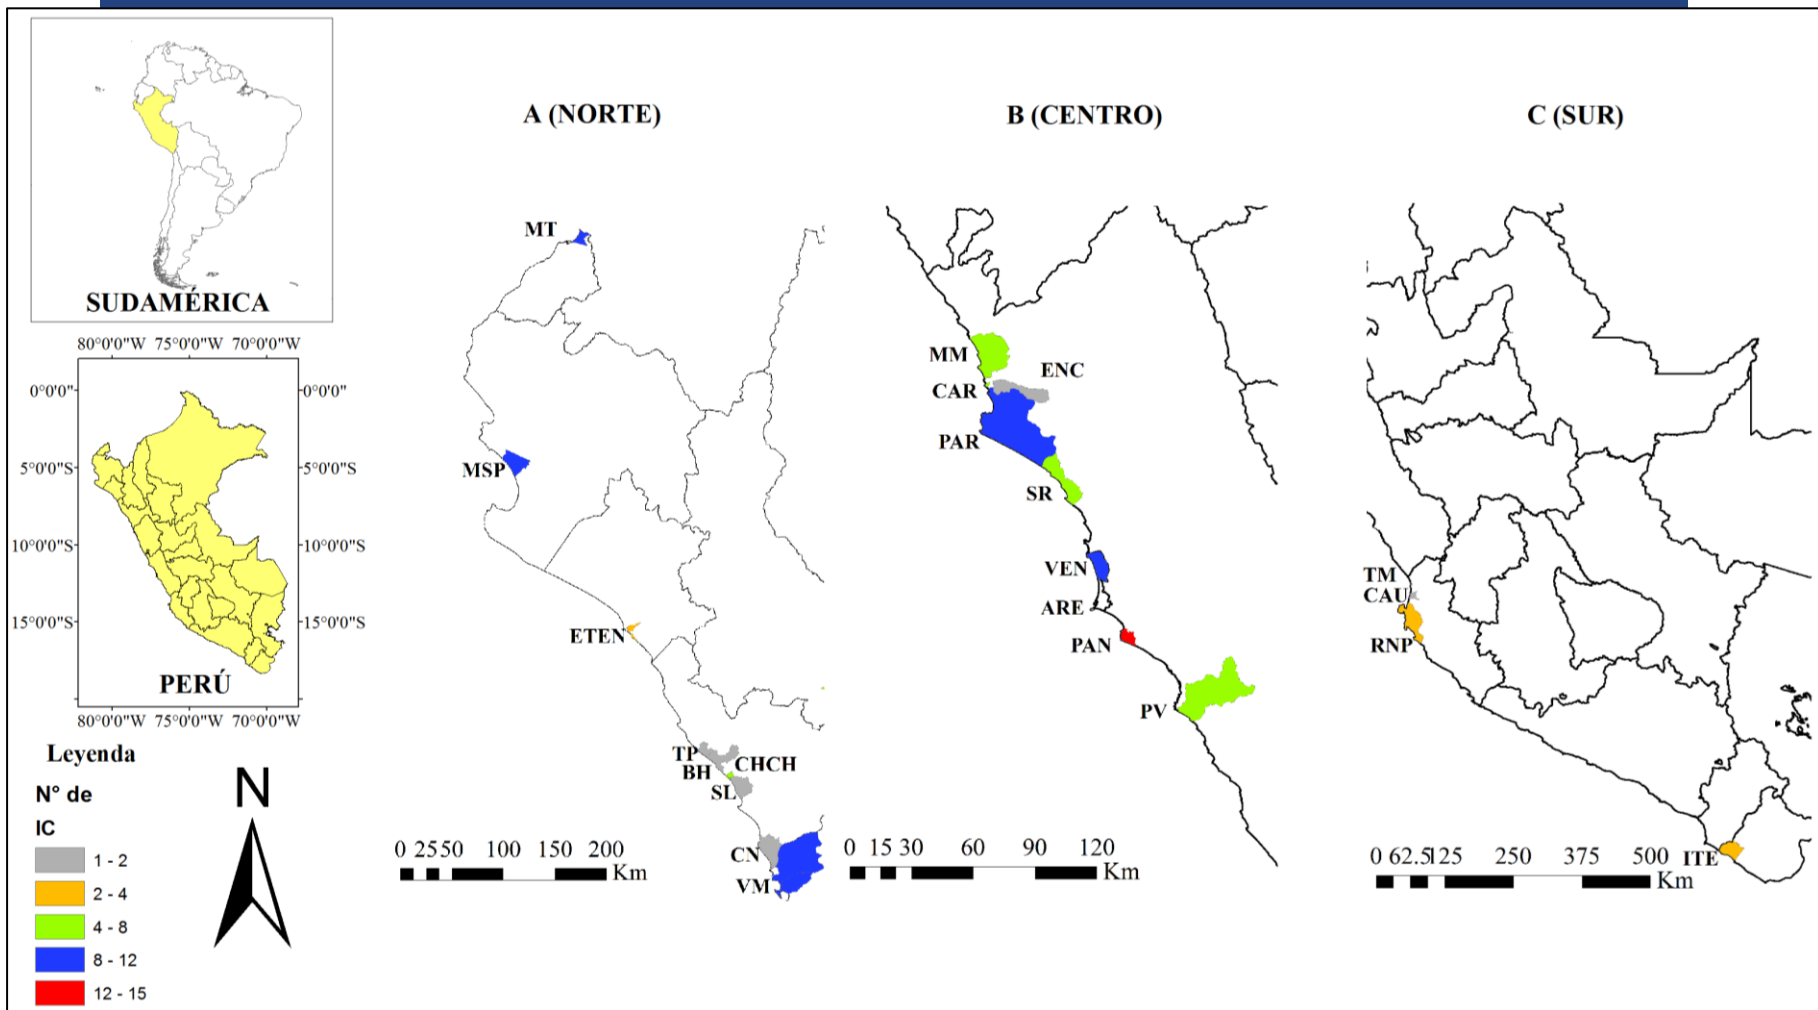 SUDAMÉRICA
80°0'0"W 75°0'0"W 70°0'0"W
0°0'0" 0°0'0"
5°0'0"S 5°0'0"S
10°0'0"S 10°0'0"S
15°0'0"S 15°0'0"S
PERÚ
80°0'0"W 75°0'0"W 70°0'0"W
Leyenda
N° de
IC
1 - 2
2 - 4
4 - 8
8 - 12
12 - 15
N
A (NORTE)
MT
MSP
ETEN
TP
BH
CHCH
SL
CN
VM
0 25 50 100 150 200
Km
B (CENTRO)
MM
ENC
CAR
PAR
SR
VEN
ARE
PAN
PV
0 15 30 60 90 120
Km
C (SUR)
TM
CAU
RNP
ITE
0 62.5 125 250 375 500
Km